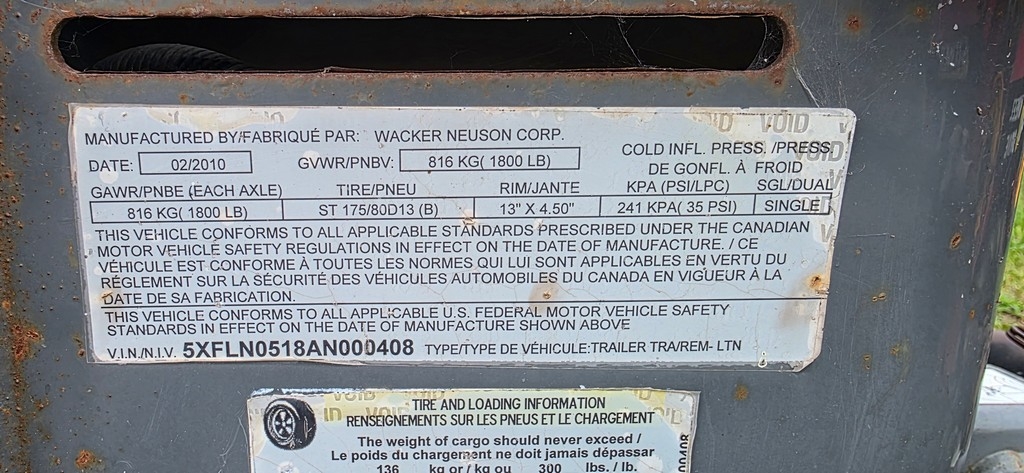 MANUFACTURED BY/FABRIQUÉ PAR: WACKER NEUSON CORP.
DATE: 02/2010 GVWR/PNBV: 816 KG( 1800 LB)
COLD INFL. PRESS. /PRESS.
DE GONFL. À FROID
GAWR/PNBE (EACH AXLE) TIRE/PNEU RIM/JANTE KPA (PSI/LPC) SGL/DUAL
816 KG( 1800 LB) ST 175/80D13 (B) 13" X 4.50" 241 KPA( 35 PSI) SINGLE
THIS VEHICLE CONFORMS TO ALL APPLICABLE STANDARDS PRESCRIBED UNDER THE CANADIAN
MOTOR VEHICLE SAFETY REGULATIONS IN EFFECT ON THE DATE OF MANUFACTURE. / CE
VÉHICULE EST CONFORME À TOUTES LES NORMES QUI LUI SONT APPLICABLES EN VERTU DU
RÉGLEMENT SUR LA SÉCURITÉ DES VÉHICULES AUTOMOBILES DU CANADA EN VIGUEUR À LA
DATE DE SA FABRICATION.
THIS VEHICLE CONFORMS TO ALL APPLICABLE U.S. FEDERAL MOTOR VEHICLE SAFETY
STANDARDS IN EFFECT ON THE DATE OF MANUFACTURE SHOWN ABOVE
V.I.N./N.I.V. 5XFLN0518AN000408 TYPE/TYPE DE VÉHICULE:TRAILER TRA/REM- LTN
VOID
VOID
TIRE AND LOADING INFORMATION
RENSEIGNEMENTS SUR LES PNEUS ET LE CHARGEMENT
The weight of cargo should never exceed /
Le poids du chargement ne doit jamais dépasser
136 kg or / kg ou 300 lbs. / lb.
00408